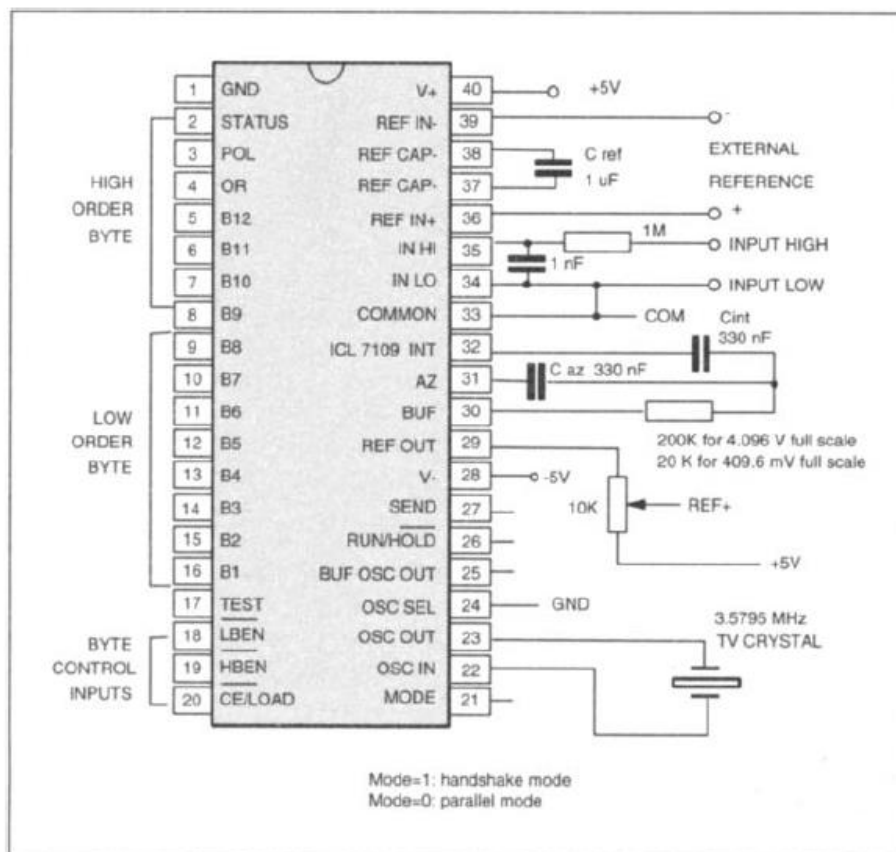 1 GND V+ 40 +5V
2 STATUS REF IN- 39 -
3 POL REF CAP- 38 C ref EXTERNAL
HIGH 4 OR REF CAP- 37 1 uF REFERENCE
ORDER 5 B12 REF IN+ 36 +
BYTE 6 B11 IN HI 35 1M INPUT HIGH
1 nF
7 B10 IN LO 34 INPUT LOW
8 B9 COMMON 33 COM Cint
9 B8 ICL 7109 INT 32 330 nF
10 B7 AZ 31 C az 330 nF
LOW 11 B6 BUF 30
ORDER 12 B5 REF OUT 29 200K for 4.096 V full scale
BYTE 13 B4 V- 28 -5V 20 K for 409.6 mV full scale
14 B3 SEND 27 10K REF+
15 B2 RUN/HOLD 26
16 B1 BUF OSC OUT 25 +5V
17 TEST OSC SEL 24 GND
BYTE 18 LBEN OSC OUT 23 3.5795 MHz
CONTROL 19 HBEN OSC IN 22 TV CRYSTAL
INPUTS 20 CE/LOAD MODE 21
Mode=1: handshake mode
Mode=0: parallel mode